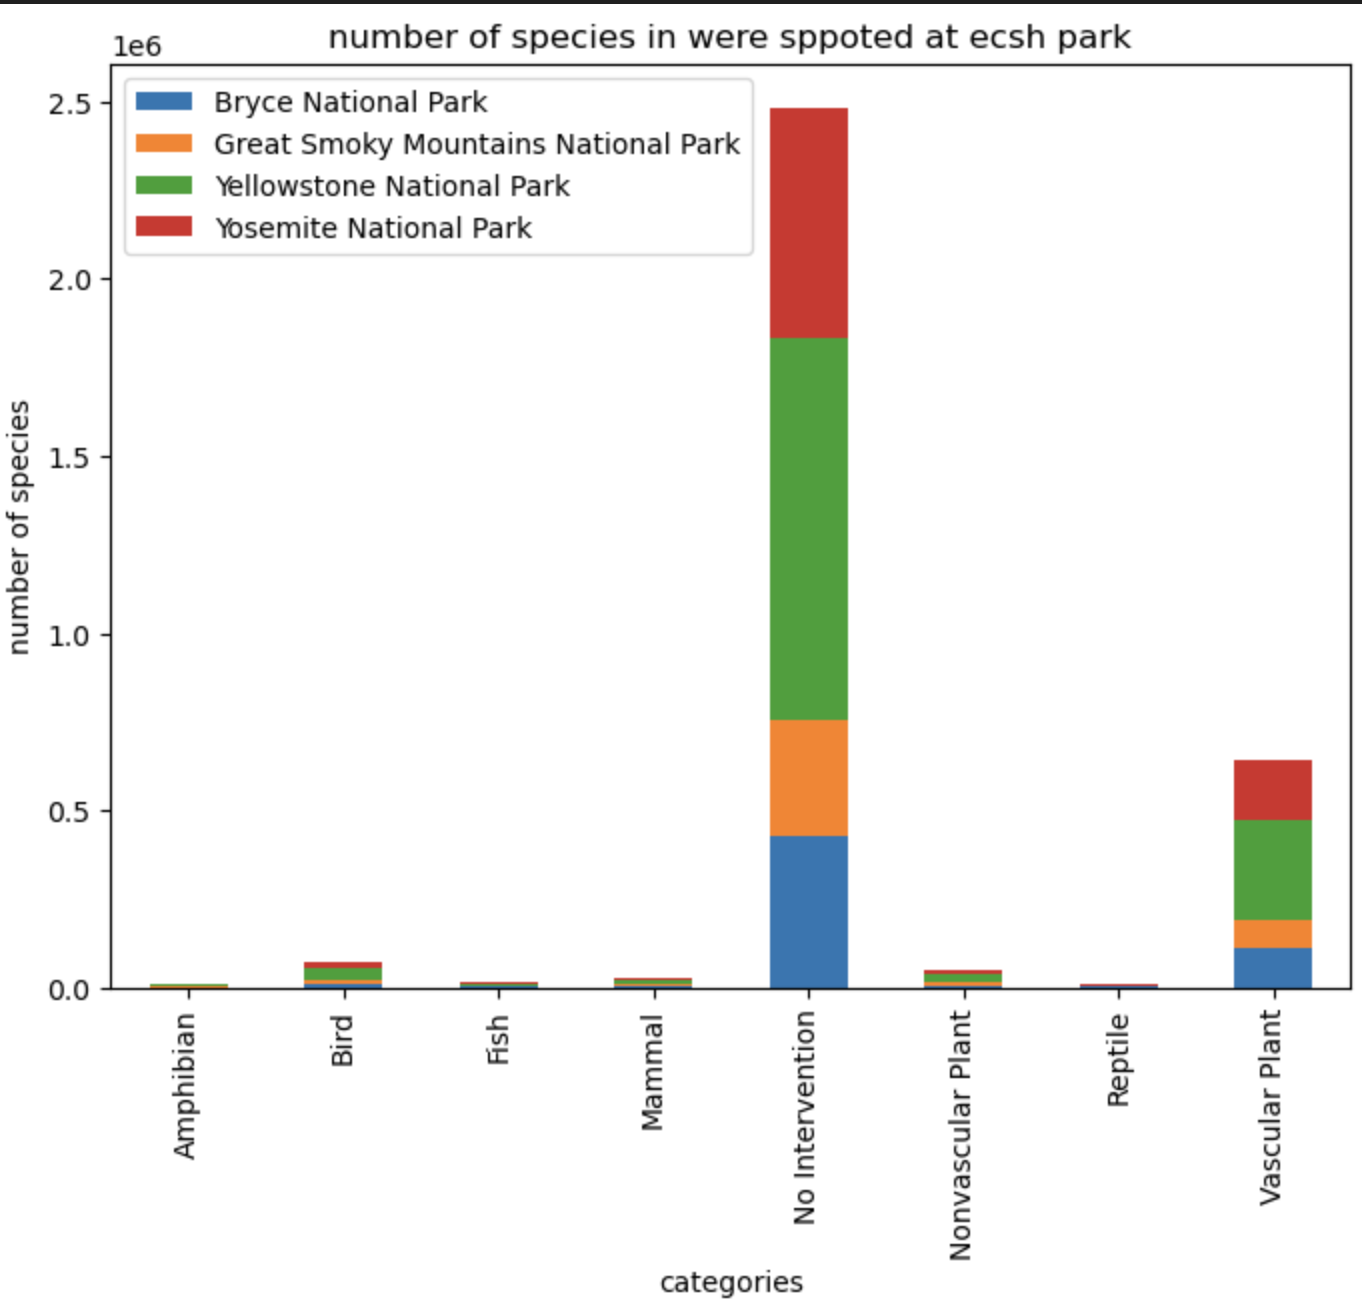 number of species in were sppoted at ecsh park
1e6
Bryce National Park
Great Smoky Mountains National Park
Yellowstone National Park
Yosemite National Park
2.5
2.0
1.5
1.0
0.5
0.0
number of species
Amphibian
Bird
Fish
Mammal
No Intervention
Nonvascular Plant
Reptile
Vascular Plant
categories